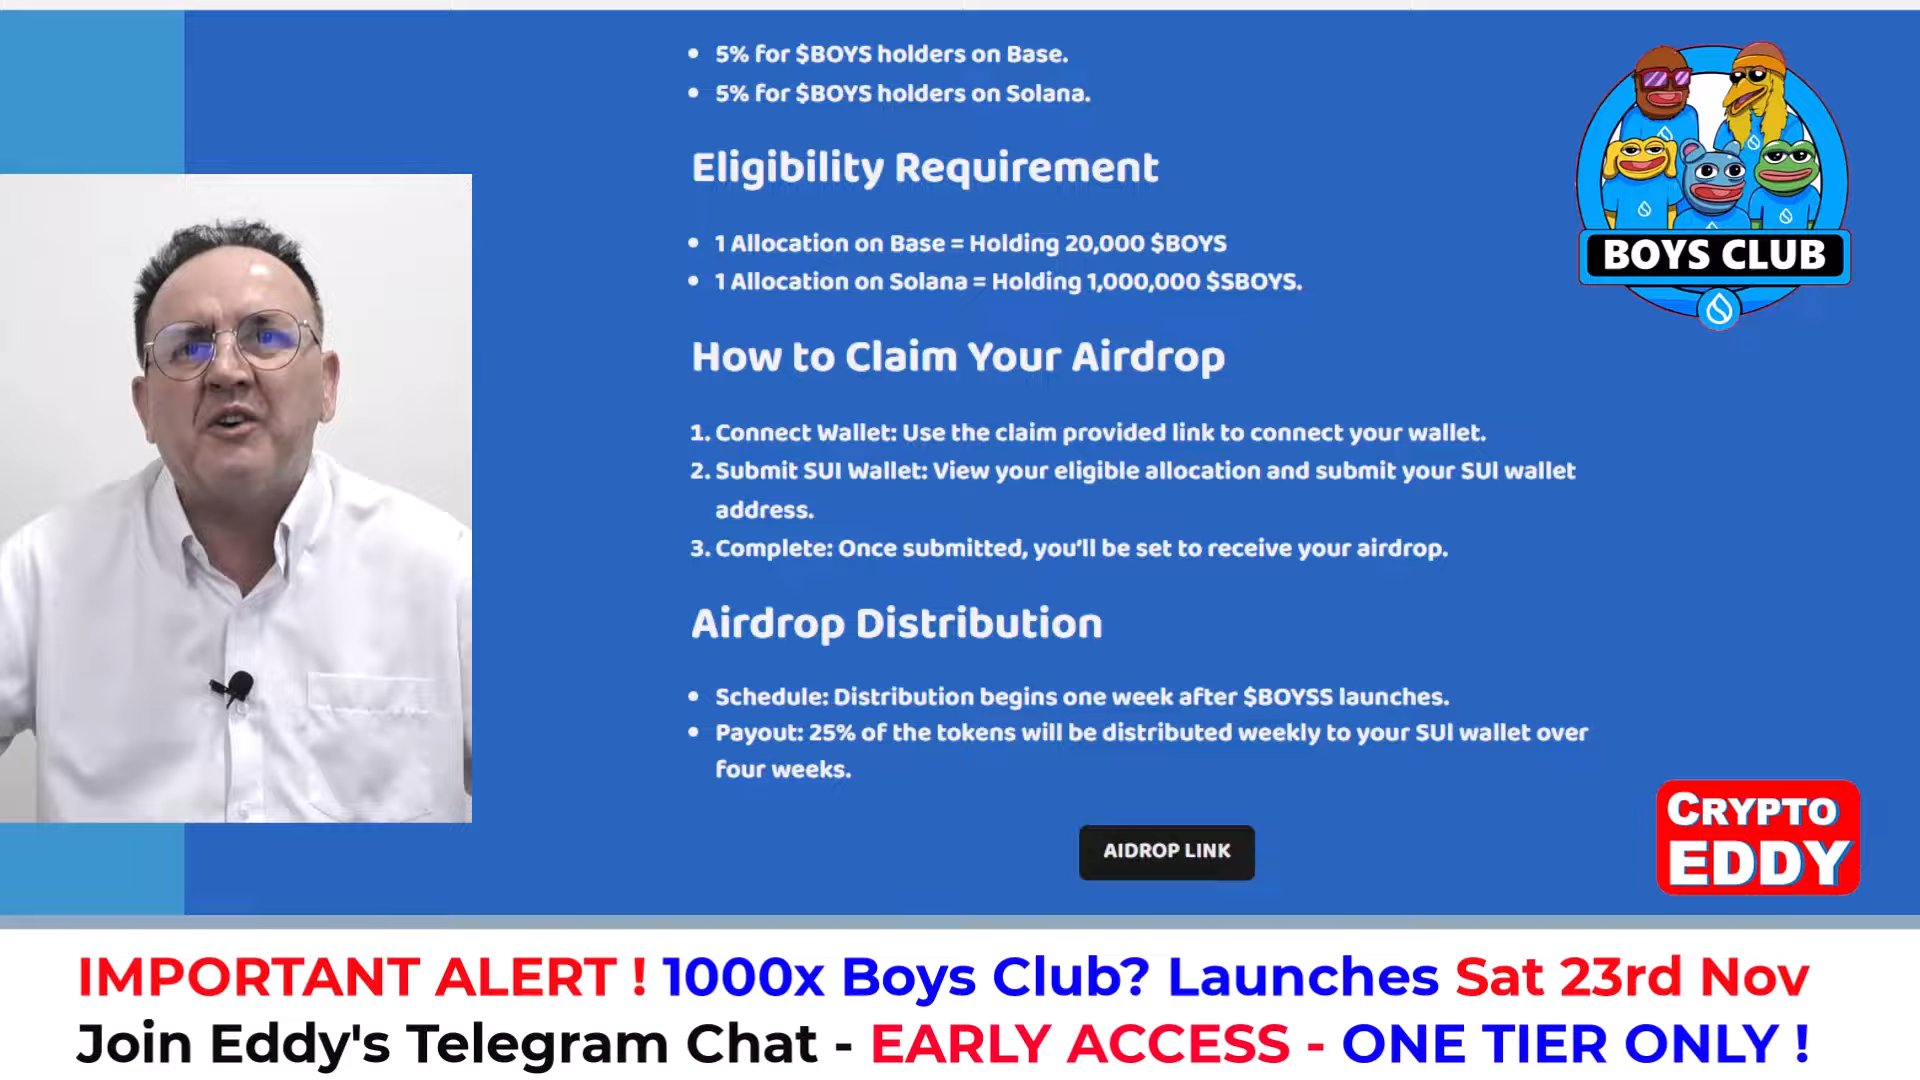 5% for $BOYS holders on Base.
5% for $BOYS holders on Solana.
Eligibility Requirement
1 Allocation on Base = Holding 20,000 $BOYS
1 Allocation on Solana = Holding 1,000,000 $SBOYS.
How to Claim Your Airdrop
1. Connect Wallet: Use the claim provided link to connect your wallet.
2. Submit SUI Wallet: View your eligible allocation and submit your SUI wallet
address.
3. Complete: Once submitted, you'll be set to receive your airdrop.
Airdrop Distribution
Schedule: Distribution begins one week after $BOYSS launches.
Payout: 25% of the tokens will be distributed weekly to your SUI wallet over
four weeks.
AIDROP LINK
BOYS CLUB
CRYPTO
EDDY
IMPORTANT ALERT ! 1000x Boys Club? Launches Sat 23rd Nov
Join Eddy's Telegram Chat - EARLY ACCESS - ONE TIER ONLY !